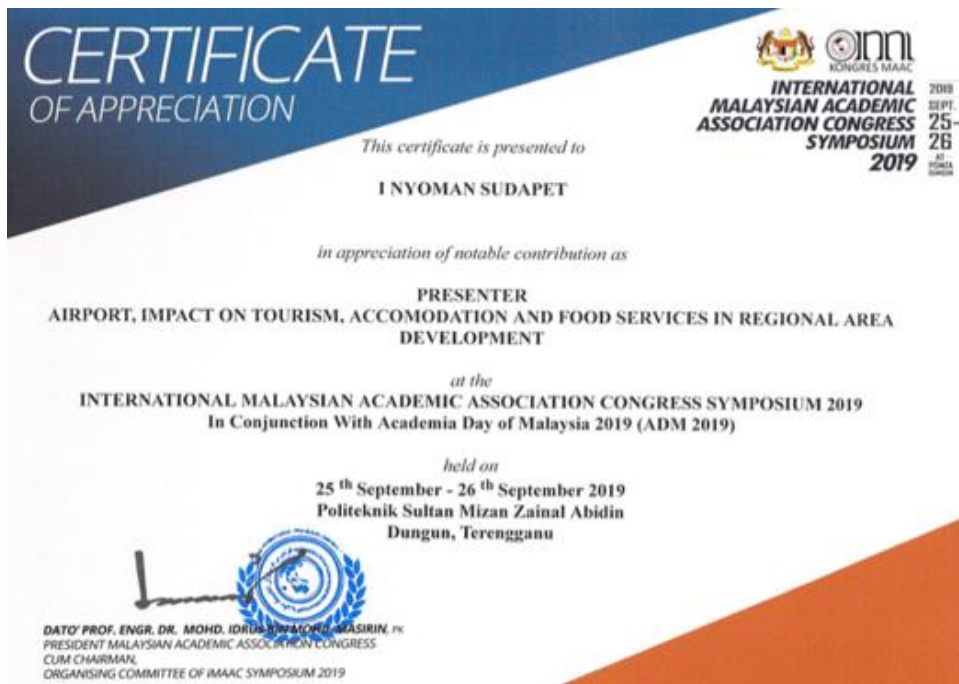 CERTIFICATE
OF APPRECIATION
KONGRES MAAC
INTERNATIONAL
MALAYSIAN ACADEMIC
ASSOCIATION CONGRESS
SYMPOSIUM
2019
2019
SEPT.
25-
26
AT
This certificate is presented to
I NYOMAN SUDAPET
in appreciation of notable contribution as
PRESENTER
AIRPORT, IMPACT ON TOURISM, ACCOMODATION AND FOOD SERVICES IN REGIONAL AREA
DEVELOPMENT
at the
INTERNATIONAL MALAYSIAN ACADEMIC ASSOCIATION CONGRESS SYMPOSIUM 2019
In Conjunction With Academia Day of Malaysia 2019 (ADM 2019)
held on
25 th September - 26 th September 2019
Politeknik Sultan Mizan Zainal Abidin
Dungun, Terengganu
DATO' PROF. ENGR. DR. MOHD. IDRUS BIN MOHD. MASIRIN, PK
PRESIDENT MALAYSIAN ACADEMIC ASSOCIATION CONGRESS
CUM CHAIRMAN,
ORGANISING COMMITTEE OF IMAAC SYMPOSIUM 2019